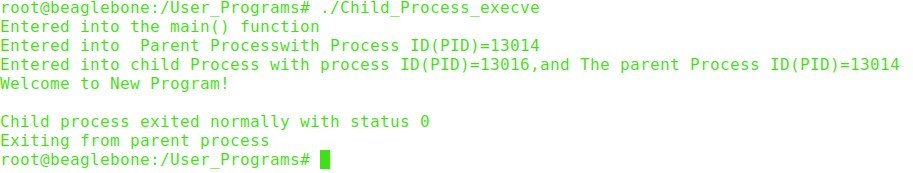 root@beaglebone:/User_Programs# ./Child_Process_execve
Entered into the main() function
Entered into  Parent Processwith Process ID(PID)=13014
Entered into child Process with process ID(PID)=13016,and The parent Process ID(PID)=13014
Welcome to New Program!
Child process exited normally with status 0
Exiting from parent process
root@beaglebone:/User_Programs#